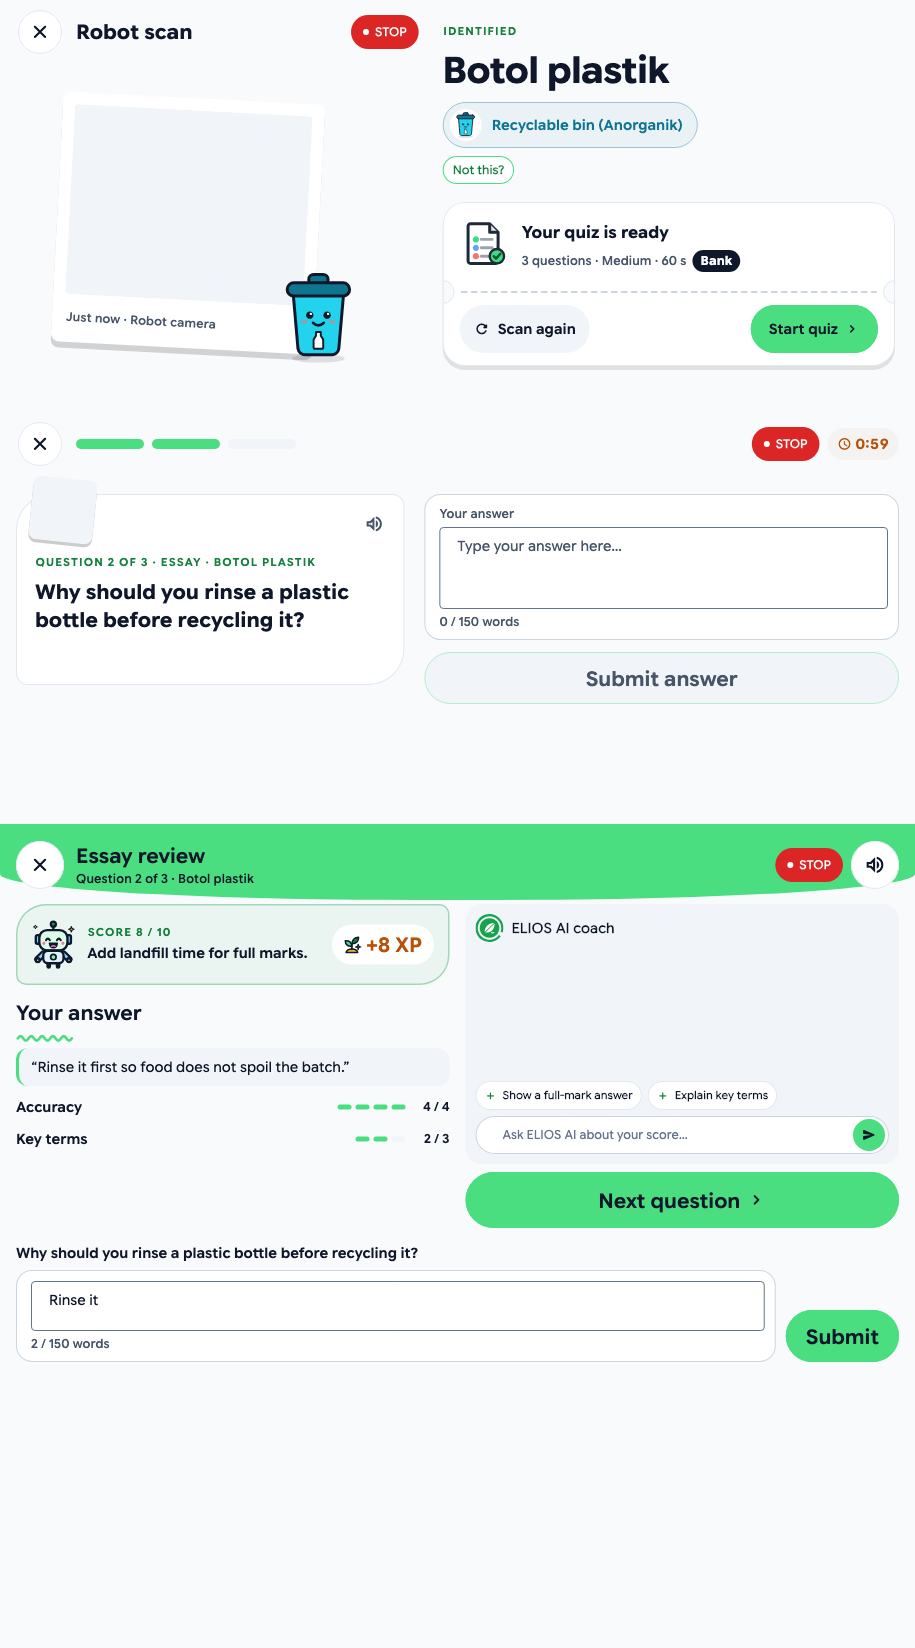 Robot scan
STOP
Just now · Robot camera
IDENTIFIED
Botol plastik
Recyclable bin (Anorganik)
Not this?
Your quiz is ready
3 questions · Medium · 60 s Bank
Scan again
Start quiz
STOP
0:59
QUESTION 2 OF 3 · ESSAY · BOTOL PLASTIK
Why should you rinse a plastic
bottle before recycling it?
Your answer
Type your answer here...
0 / 150 words
Submit answer
Essay review
Question 2 of 3 · Botol plastik
STOP
SCORE 8 / 10
Add landfill time for full marks.
+8 XP
Your answer
“Rinse it first so food does not spoil the batch.”
Accuracy 4 / 4
Key terms 2 / 3
ELIOS AI coach
+ Show a full-mark answer
+ Explain key terms
Ask ELIOS AI about your score...
Next question
Why should you rinse a plastic bottle before recycling it?
Rinse it
2 / 150 words
Submit